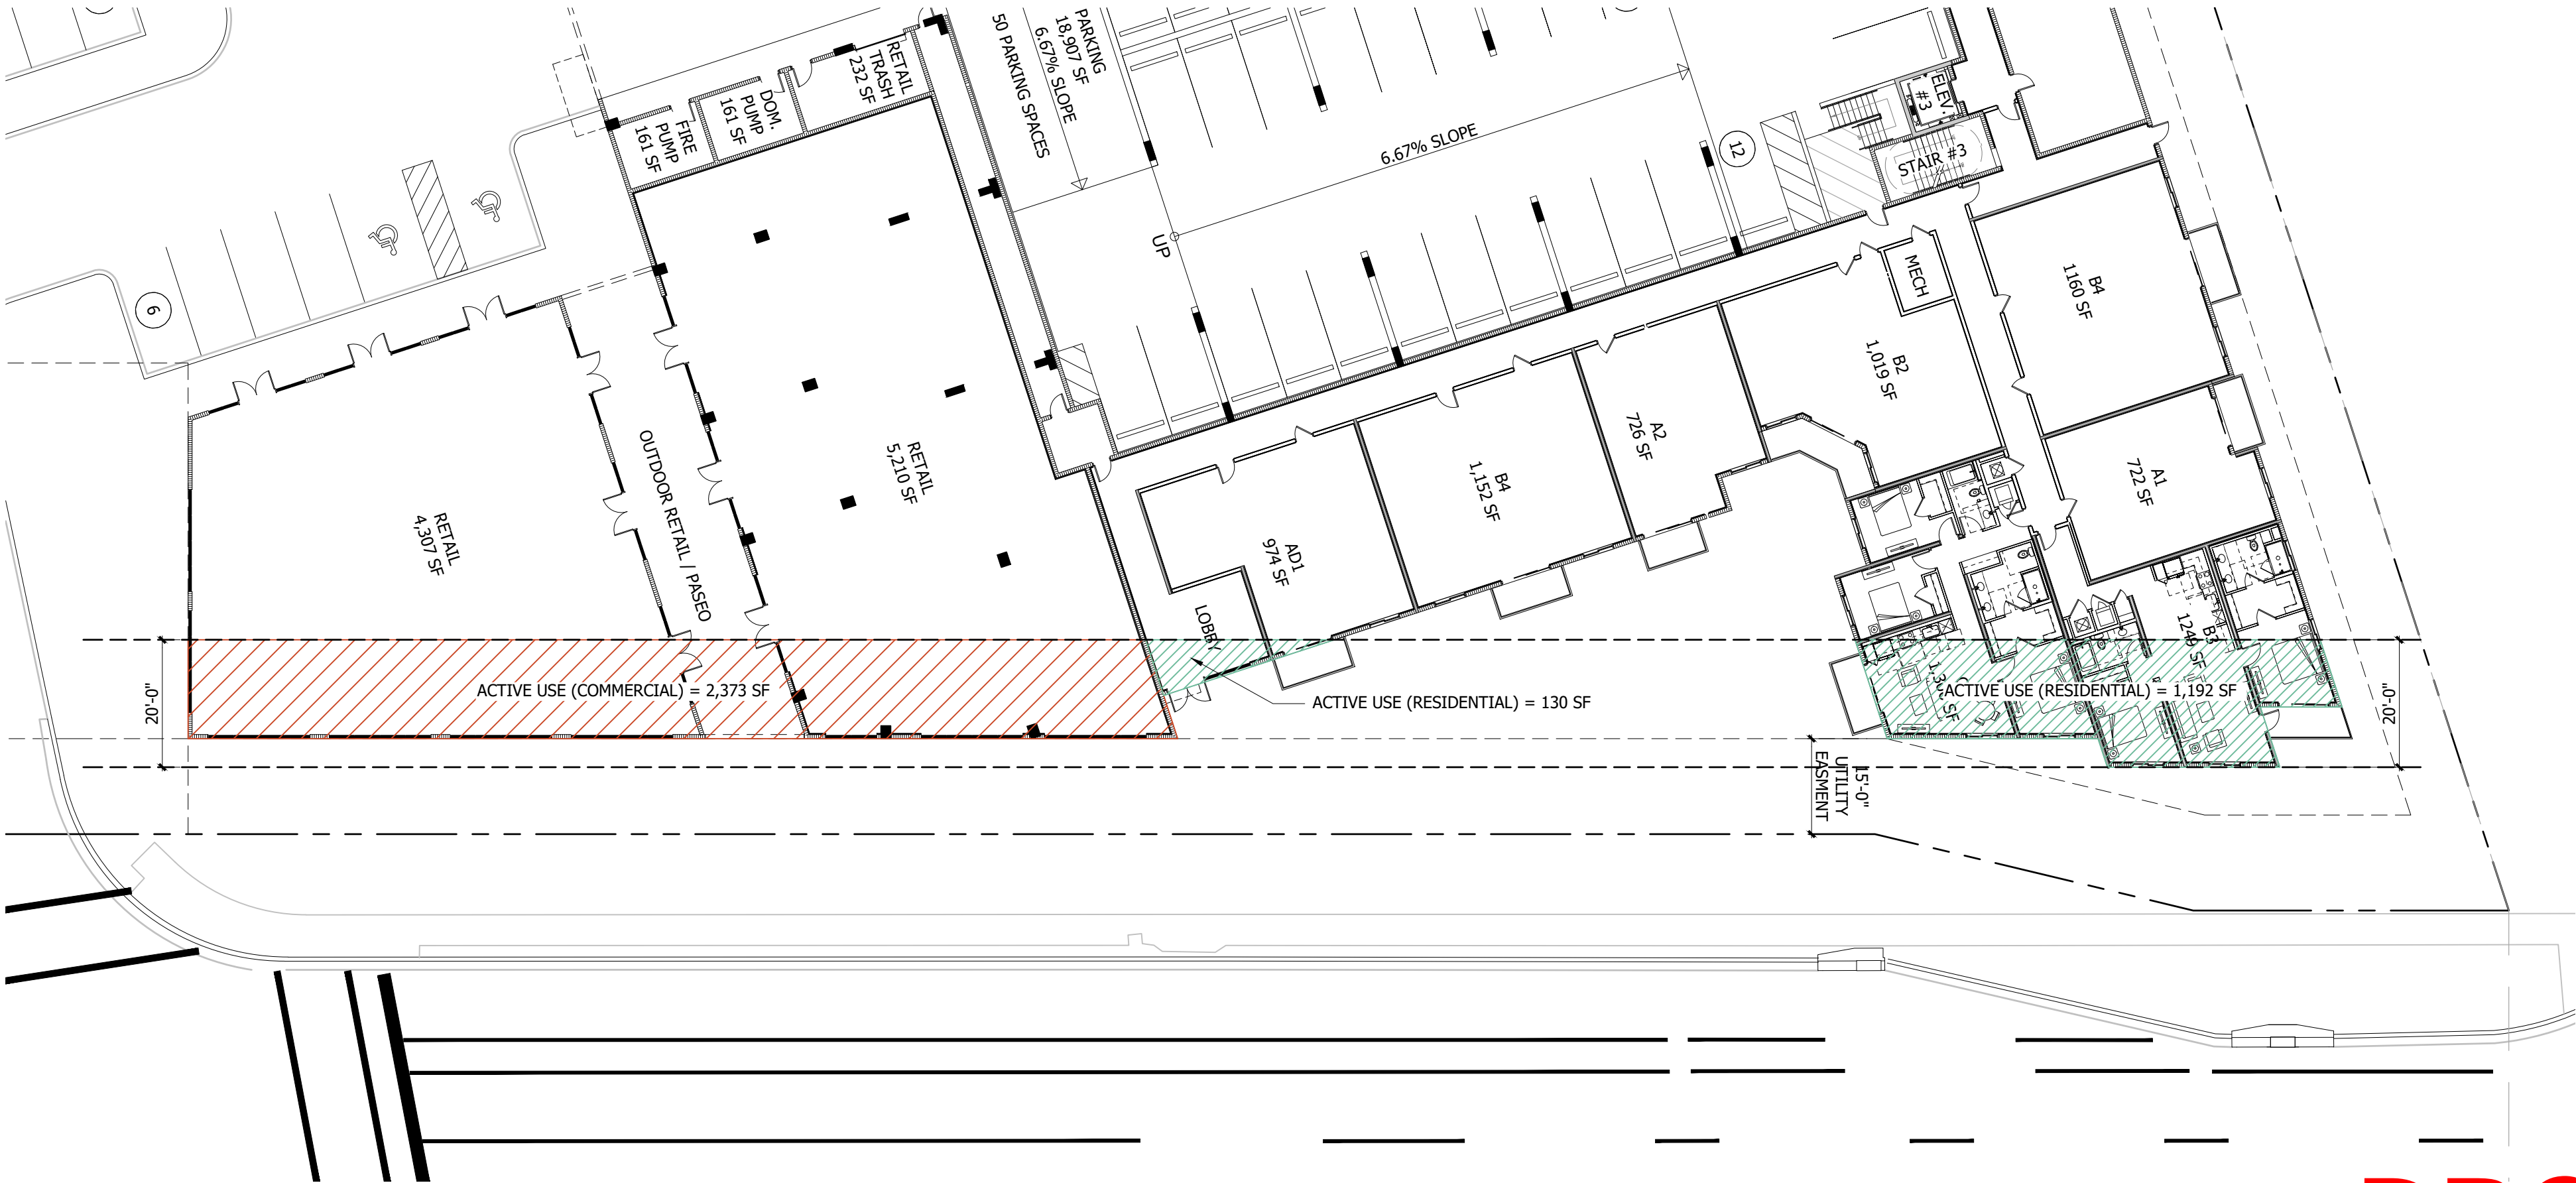 PARKING
18,907 SF
6.67% SLOPE
50 PARKING SPACES
RETAIL
TRASH
232 SF
DOM.
PUMP
161 SF
FIRE
PUMP
161 SF
ELEV.
#3
STAIR #3
12
6.67% SLOPE
UP
6
MECH
B4
1160 SF
B2
1,019 SF
A2
726 SF
A1
722 SF
B4
1,152 SF
AD1
974 SF
RETAIL
5,210 SF
OUTDOOR RETAIL / PASEO
RETAIL
4,307 SF
LOBBY
B3
1249 SF
20'-0"
ACTIVE USE (COMMERCIAL) = 2,373 SF
ACTIVE USE (RESIDENTIAL) = 130 SF
ACTIVE USE (RESIDENTIAL) = 1,192 SF
20'-0"
15'-0"
UTILITY
EASMENT